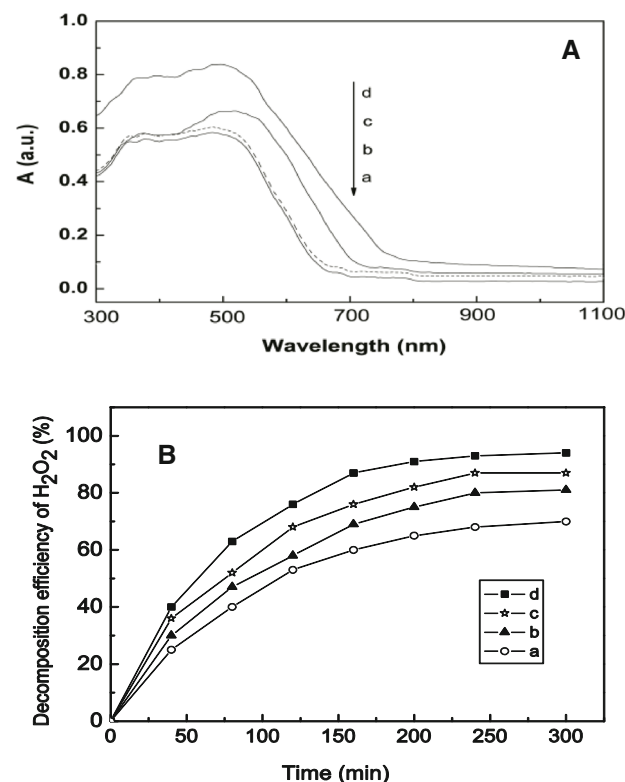 A
1.0
0.8
0.6
0.4
0.2
0.0
A (a.u.)
d
c
b
a
300 500 700 900 1100
Wavelength (nm)
B
100
80
60
40
20
0
Decomposition efficiency of H₂O₂ (%)
d
c
b
a
0 50 100 150 200 250 300
Time (min)